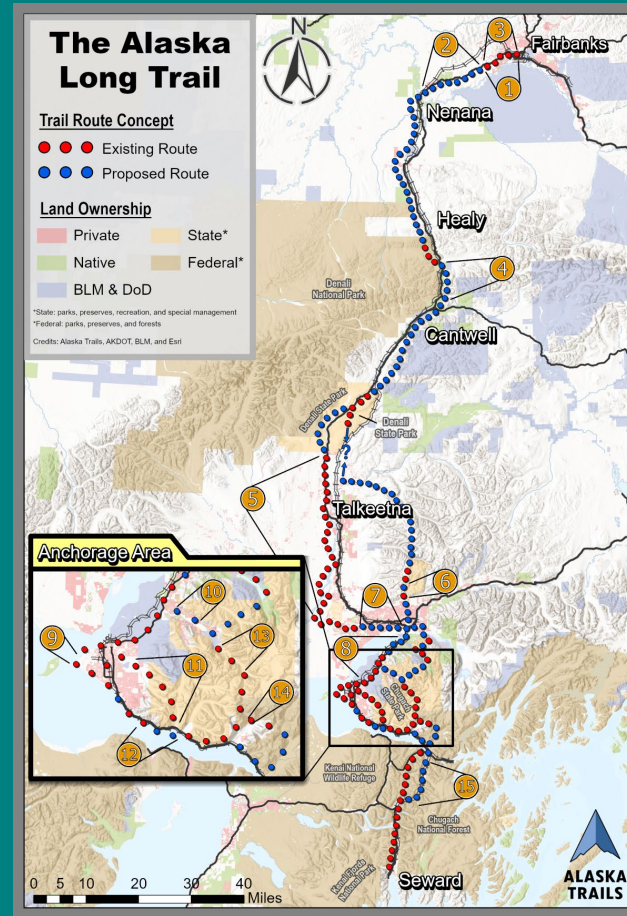 The Alaska
Long Trail
Trail Route Concept
Existing Route
Proposed Route
Land Ownership
Private
State*
Native
Federal*
BLM & DoD
*State: parks, preserves, recreation, and special management
*Federal: parks, preserves, and forests
Credits: Alaska Trails, AKDOT, BLM, and Esri
N
3
2
Fairbanks
1
Nenana
Healy
4
Denali
National Park
Cantwell
Denali State Park
Denali
State Park
?
5
Talkeetna
6
7
8
Anchorage Area
10
9
13
11
14
12
Chugach
State Park
Kenai National
Wildlife Refuge
15
Chugach
National Forest
Kenai Fjords
National Park
Seward
0 5 10 20 30 40
Miles
ALASKA
TRAILS